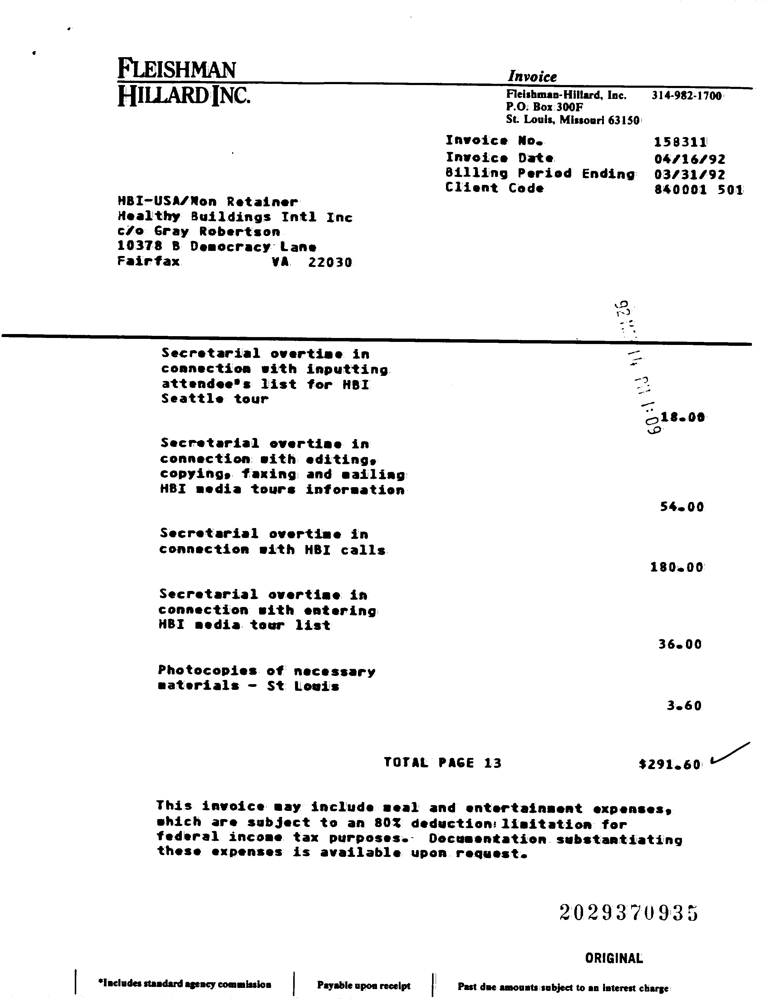 FLEISHMAN
HILLARD INC.
Invoice
Fleishman-Hillard, Inc. 314-982-1700
P.O. Box 300F
St. Louis, Missouri 63150
Invoice No. 158311
Invoice Date 04/16/92
Billing Period Ending 03/31/92
Client Code 840001 501
HBI-USA/Non Retainer
Healthy Buildings Intl Inc
c/o Gray Robertson
10378 B Democracy Lane
Fairfax VA 22030
14 PM 1:09
Secretarial overtime in
connection with inputting
attendee's list for HBI
Seattle tour
18.00
Secretarial overtime in
connection with editing,
copying, faxing and mailing
HBI media tours information
54.00
Secretarial overtime in
connection with HBI calls
180.00
Secretarial overtime in
connection with entering
HBI media tour list
36.00
Photocopies of necessary
materials - St Louis
3.60
TOTAL PAGE 13 $291.60
This invoice may include meal and entertainment expenses,
which are subject to an 80% deduction limitation for
federal income tax purposes. Documentation substantiating
these expenses is available upon request.
2029370935
ORIGINAL
*Includes standard agency commission Payable upon receipt Past due amounts subject to an interest charge